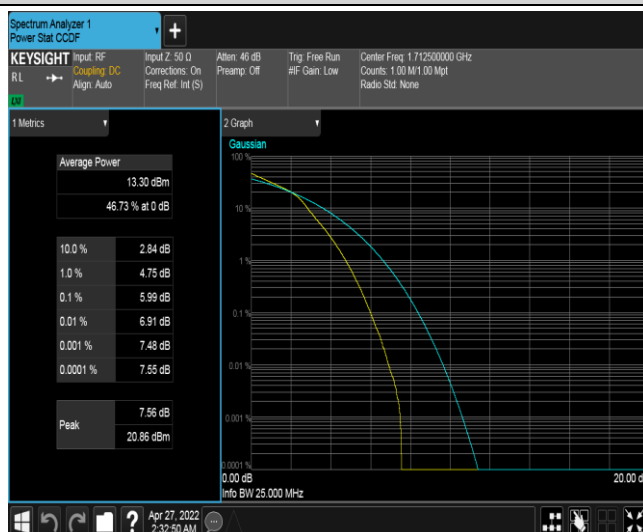 Spectrum Analyzer 1
Power Stat CCDF
+
KEYSIGHT
RL
LXI
Input: RF
Coupling: DC
Align: Auto
Input Z: 50 Ω
Corrections: On
Freq Ref: Int (S)
Atten: 46 dB
Preamp: Off
Trig: Free Run
#IF Gain: Low
Center Freq: 1.712500000 GHz
Counts: 1.00 M/1.00 Mpt
Radio Std: None
1 Metrics
Average Power
13.30 dBm
46.73 % at 0 dB
10.0 % 2.84 dB
1.0 % 4.75 dB
0.1 % 5.99 dB
0.01 % 6.91 dB
0.001 % 7.48 dB
0.0001 % 7.55 dB
Peak
7.56 dB
20.86 dBm
2 Graph
Gaussian
100 %
10 %
1 %
0.1 %
0.01 %
0.001 %
0.0001 %
0.00 dB
20.00 d
Info BW 25.000 MHz
?
Apr 27, 2022
2:32:50 AM